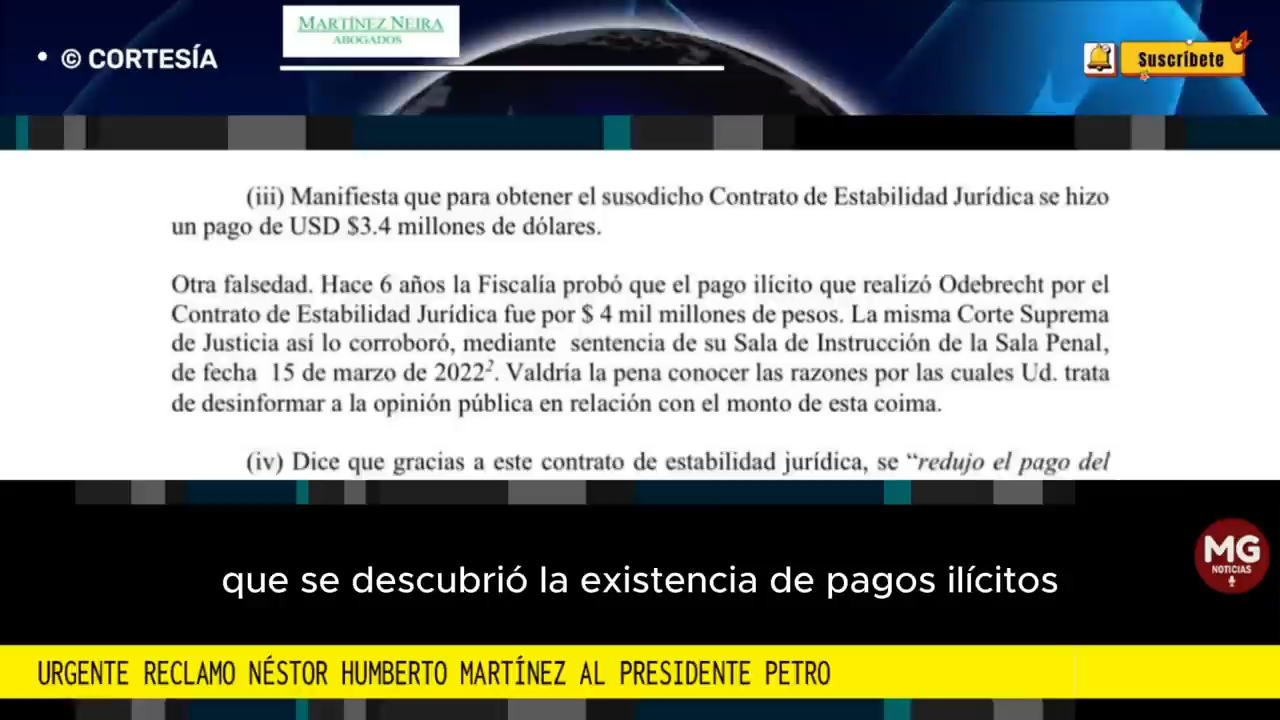 • © CORTESÍA
MARTÍNEZ NEIRA
ABOGADOS
Suscríbete
(iii) Manifiesta que para obtener el susodicho Contrato de Estabilidad Jurídica se hizo
un pago de USD $3.4 millones de dólares.
Otra falsedad. Hace 6 años la Fiscalía probó que el pago ilícito que realizó Odebrecht por el
Contrato de Estabilidad Jurídica fue por $ 4 mil millones de pesos. La misma Corte Suprema
de Justicia así lo corroboró, mediante sentencia de su Sala de Instrucción de la Sala Penal,
de fecha 15 de marzo de 2022². Valdría la pena conocer las razones por las cuales Ud. trata
de desinformar a la opinión pública en relación con el monto de esta coima.
(iv) Dice que gracias a este contrato de estabilidad jurídica, se “redujo el pago del
que se descubrió la existencia de pagos ilícitos
MG
NOTICIAS
URGENTE RECLAMO NÉSTOR HUMBERTO MARTÍNEZ AL PRESIDENTE PETRO